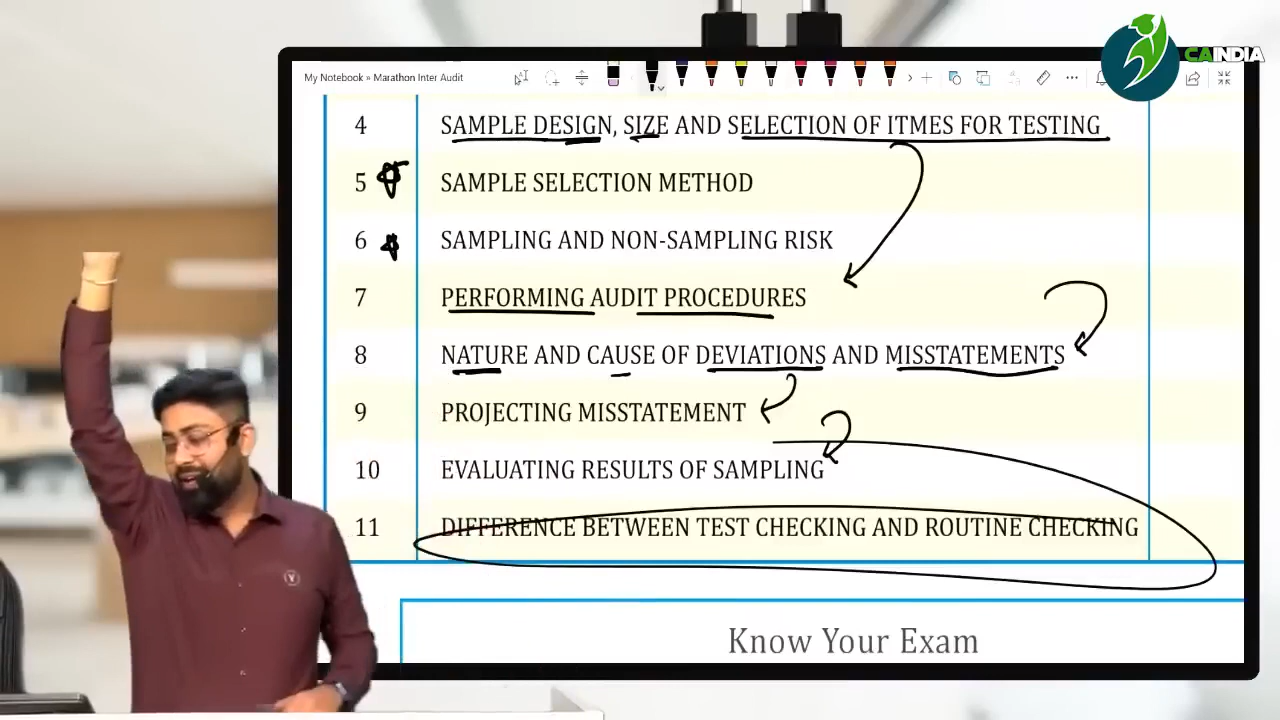 CAINDIA
My Notebook » Marathon Inter Audit
4 SAMPLE DESIGN, SIZE AND SELECTION OF ITMES FOR TESTING
5 SAMPLE SELECTION METHOD
6 SAMPLING AND NON-SAMPLING RISK
7 PERFORMING AUDIT PROCEDURES
8 NATURE AND CAUSE OF DEVIATIONS AND MISSTATEMENTS
9 PROJECTING MISSTATEMENT
10 EVALUATING RESULTS OF SAMPLING
11 DIFFERENCE BETWEEN TEST CHECKING AND ROUTINE CHECKING
Know Your Exam